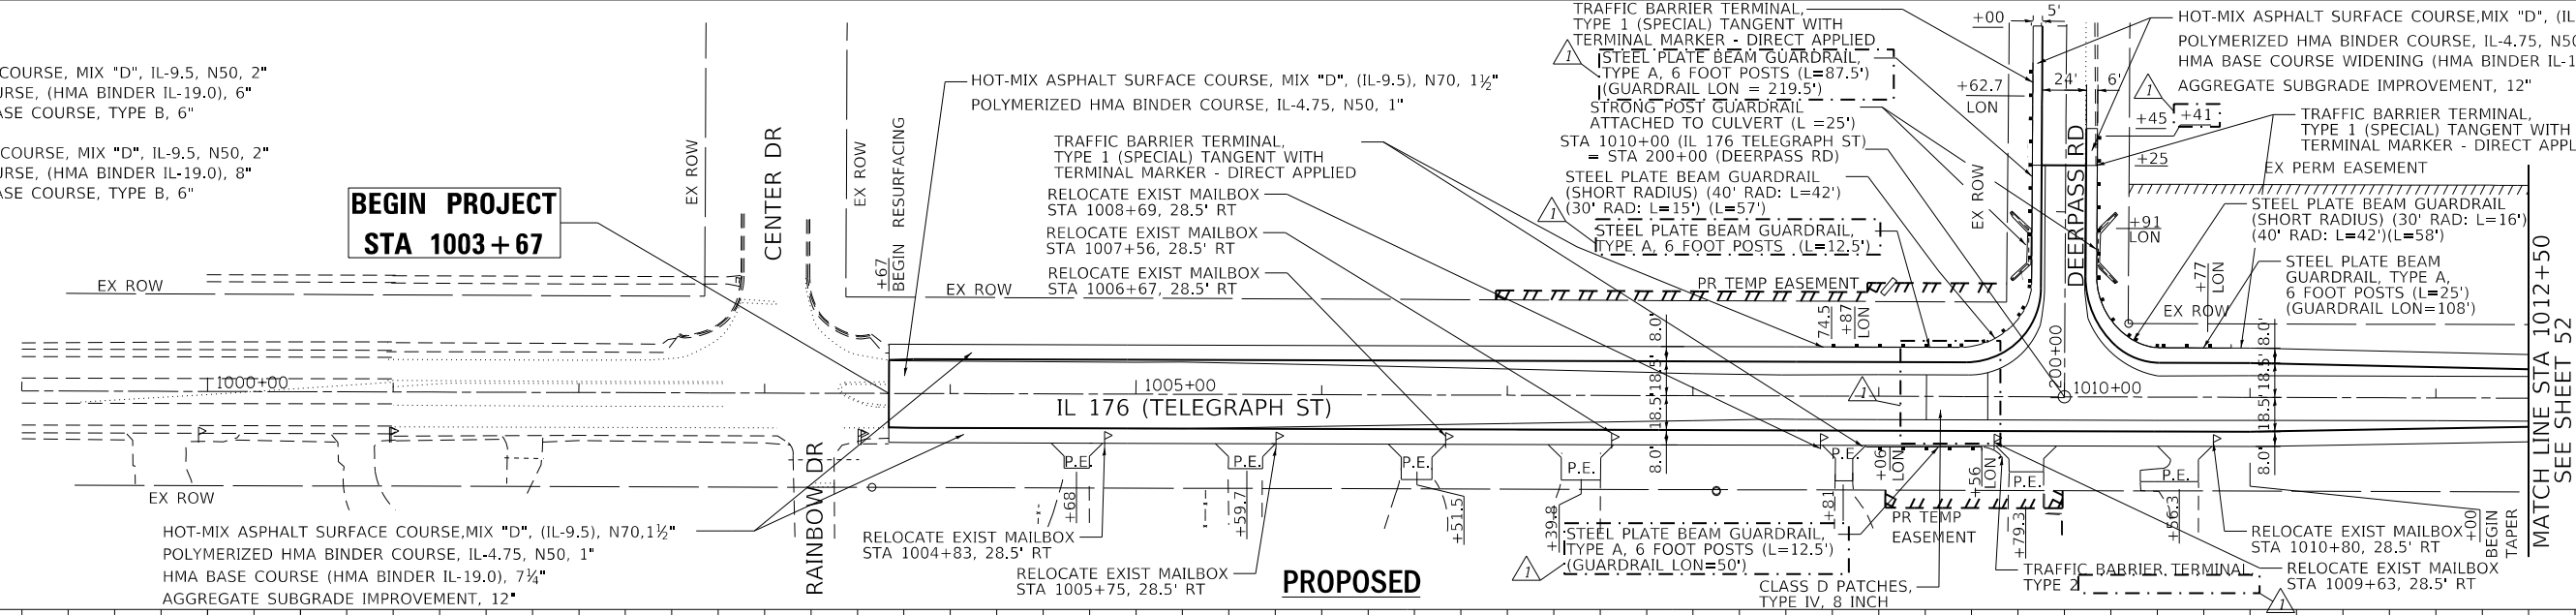 COURSE, MIX "D", IL-9.5, N50, 2"
URSE, (HMA BINDER IL-19.0), 6"
ASE COURSE, TYPE B, 6"
COURSE, MIX "D", IL-9.5, N50, 2"
URSE, (HMA BINDER IL-19.0), 8"
ASE COURSE, TYPE B, 6"
BEGIN PROJECT
STA 1003+67
EX ROW
EX ROW
CENTER DR
EX ROW
+67
BEGIN RESURFACING
HOT-MIX ASPHALT SURFACE COURSE, MIX "D", (IL-9.5), N70, 1½"
POLYMERIZED HMA BINDER COURSE, IL-4.75, N50, 1"
TRAFFIC BARRIER TERMINAL,
TYPE 1 (SPECIAL) TANGENT WITH
TERMINAL MARKER - DIRECT APPLIED
RELOCATE EXIST MAILBOX
STA 1008+69, 28.5' RT
RELOCATE EXIST MAILBOX
STA 1007+56, 28.5' RT
RELOCATE EXIST MAILBOX
STA 1006+67, 28.5' RT
EX ROW
TRAFFIC BARRIER TERMINAL,
TYPE 1 (SPECIAL) TANGENT WITH
TERMINAL MARKER - DIRECT APPLIED
1
STEEL PLATE BEAM GUARDRAIL,
TYPE A, 6 FOOT POSTS (L=87.5')
(GUARDRAIL LON = 219.5')
STRONG POST GUARDRAIL
ATTACHED TO CULVERT (L =25')
STA 1010+00 (IL 176 TELEGRAPH ST)
= STA 200+00 (DEERPASS RD)
STEEL PLATE BEAM GUARDRAIL
(SHORT RADIUS) (40' RAD: L=42')
(30' RAD: L=15') (L=57')
1
STEEL PLATE BEAM GUARDRAIL,
TYPE A, 6 FOOT POSTS (L=12.5')
PR TEMP EASEMENT
+00
5'
+62.7
LON
24'
6'
EX ROW
DEERPASS RD
HOT-MIX ASPHALT SURFACE COURSE,MIX "D", (IL
POLYMERIZED HMA BINDER COURSE, IL-4.75, N50
HMA BASE COURSE WIDENING (HMA BINDER IL-1
AGGREGATE SUBGRADE IMPROVEMENT, 12"
1
+45
+41
+25
TRAFFIC BARRIER TERMINAL,
TYPE 1 (SPECIAL) TANGENT WITH
TERMINAL MARKER - DIRECT APPL
EX PERM EASEMENT
+91
LON
STEEL PLATE BEAM GUARDRAIL
(SHORT RADIUS) (30' RAD: L=16')
(40' RAD: L=42')(L=58')
+77
LON
STEEL PLATE BEAM
GUARDRAIL, TYPE A,
6 FOOT POSTS (L=25')
(GUARDRAIL LON=108')
EX ROW
MATCH LINE STA 1012+50
SEE SHEET 52
74.5
+87
LON
8.0'
18.5'
18.5'
8.0'
1000+00
1005+00
IL 176 (TELEGRAPH ST)
1
200+00
1010+00
8.0'
18.5'
18.5'
8.0'
EX ROW
RAINBOW DR
P.E.
P.E.
P.E.
P.E.
P.E.
P.E.
P.E.
+68
+59.7
+51.5
+39.8
+81
+06
LON
+56
LON
+79.3
+56.3
+00
BEGIN
TAPER
HOT-MIX ASPHALT SURFACE COURSE,MIX "D", (IL-9.5), N70,1½"
POLYMERIZED HMA BINDER COURSE, IL-4.75, N50, 1"
HMA BASE COURSE (HMA BINDER IL-19.0), 7¼"
AGGREGATE SUBGRADE IMPROVEMENT, 12"
RELOCATE EXIST MAILBOX
STA 1004+83, 28.5' RT
RELOCATE EXIST MAILBOX
STA 1005+75, 28.5' RT
PROPOSED
1
STEEL PLATE BEAM GUARDRAIL,
TYPE A, 6 FOOT POSTS (L=12.5')
(GUARDRAIL LON=50')
PR TEMP
EASEMENT
CLASS D PATCHES,
TYPE IV, 8 INCH
TRAFFIC BARRIER TERMINAL
TYPE 2
1
RELOCATE EXIST MAILBOX
STA 1010+80, 28.5' RT
RELOCATE EXIST MAILBOX
STA 1009+63, 28.5' RT